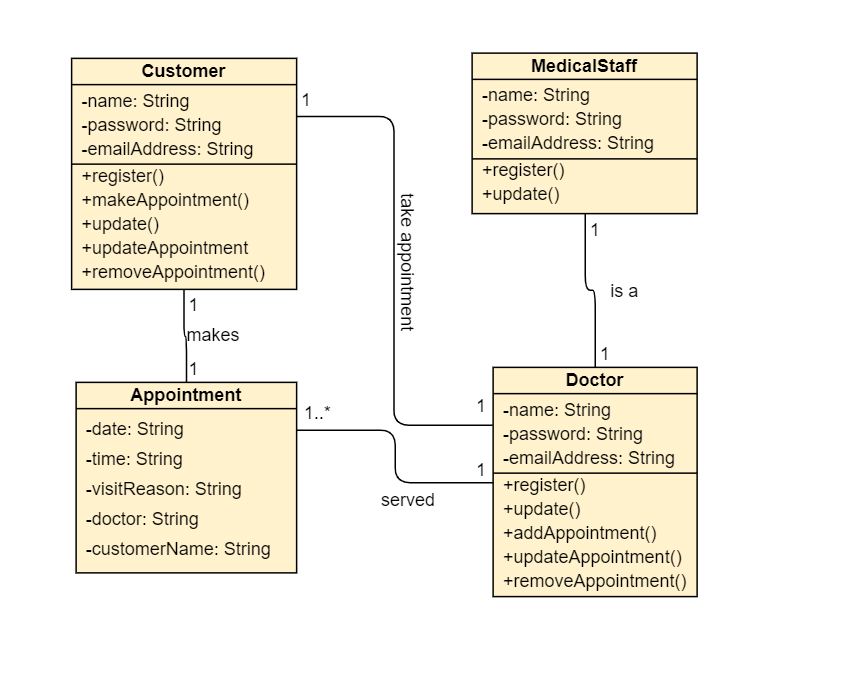 Customer
-name: String
-password: String
-emailAddress: String
+register()
+makeAppointment()
+update()
+updateAppointment
+removeAppointment()
MedicalStaff
-name: String
-password: String
-emailAddress: String
+register()
+update()
1
take appointment
1
1
makes
1
1
is a
1
Appointment
-date: String
-time: String
-visitReason: String
-doctor: String
-customerName: String
1..*
served
1
Doctor
-name: String
-password: String
-emailAddress: String
+register()
+update()
+addAppointment()
+updateAppointment()
+removeAppointment()